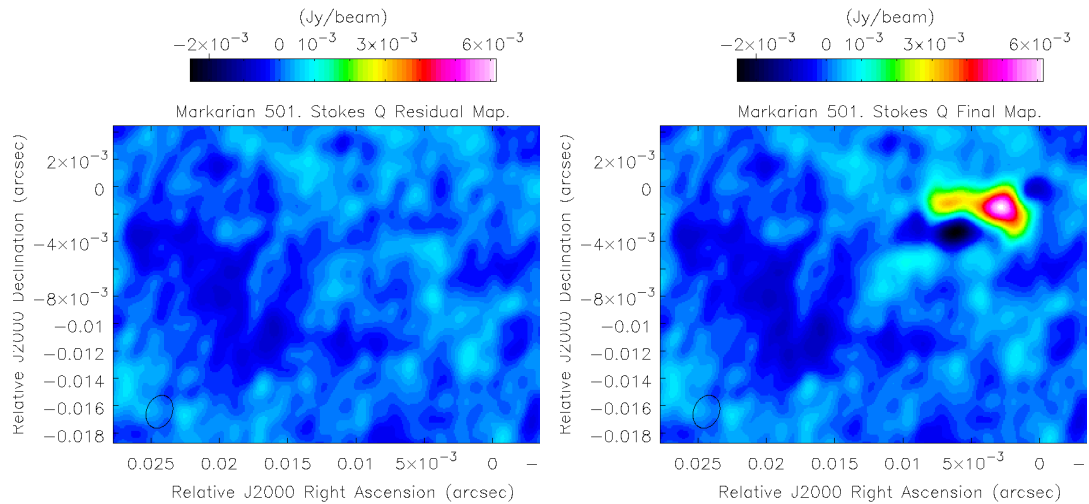 (Jy/beam)
−2×10⁻³ 0 10⁻³ 3×10⁻³ 6×10⁻³
Markarian 501. Stokes Q Residual Map.
Relative J2000 Declination (arcsec)
2×10⁻³
0
−4×10⁻³
−8×10⁻³
−0.01
−0.012
−0.014
−0.016
−0.018
0.025 0.02 0.015 0.01 5×10⁻³ 0 −
Relative J2000 Right Ascension (arcsec)
(Jy/beam)
−2×10⁻³ 0 10⁻³ 3×10⁻³ 6×10⁻³
Markarian 501. Stokes Q Final Map.
Relative J2000 Declination (arcsec)
2×10⁻³
0
−4×10⁻³
−8×10⁻³
−0.01
−0.012
−0.014
−0.016
−0.018
0.025 0.02 0.015 0.01 5×10⁻³ 0 −
Relative J2000 Right Ascension (arcsec)